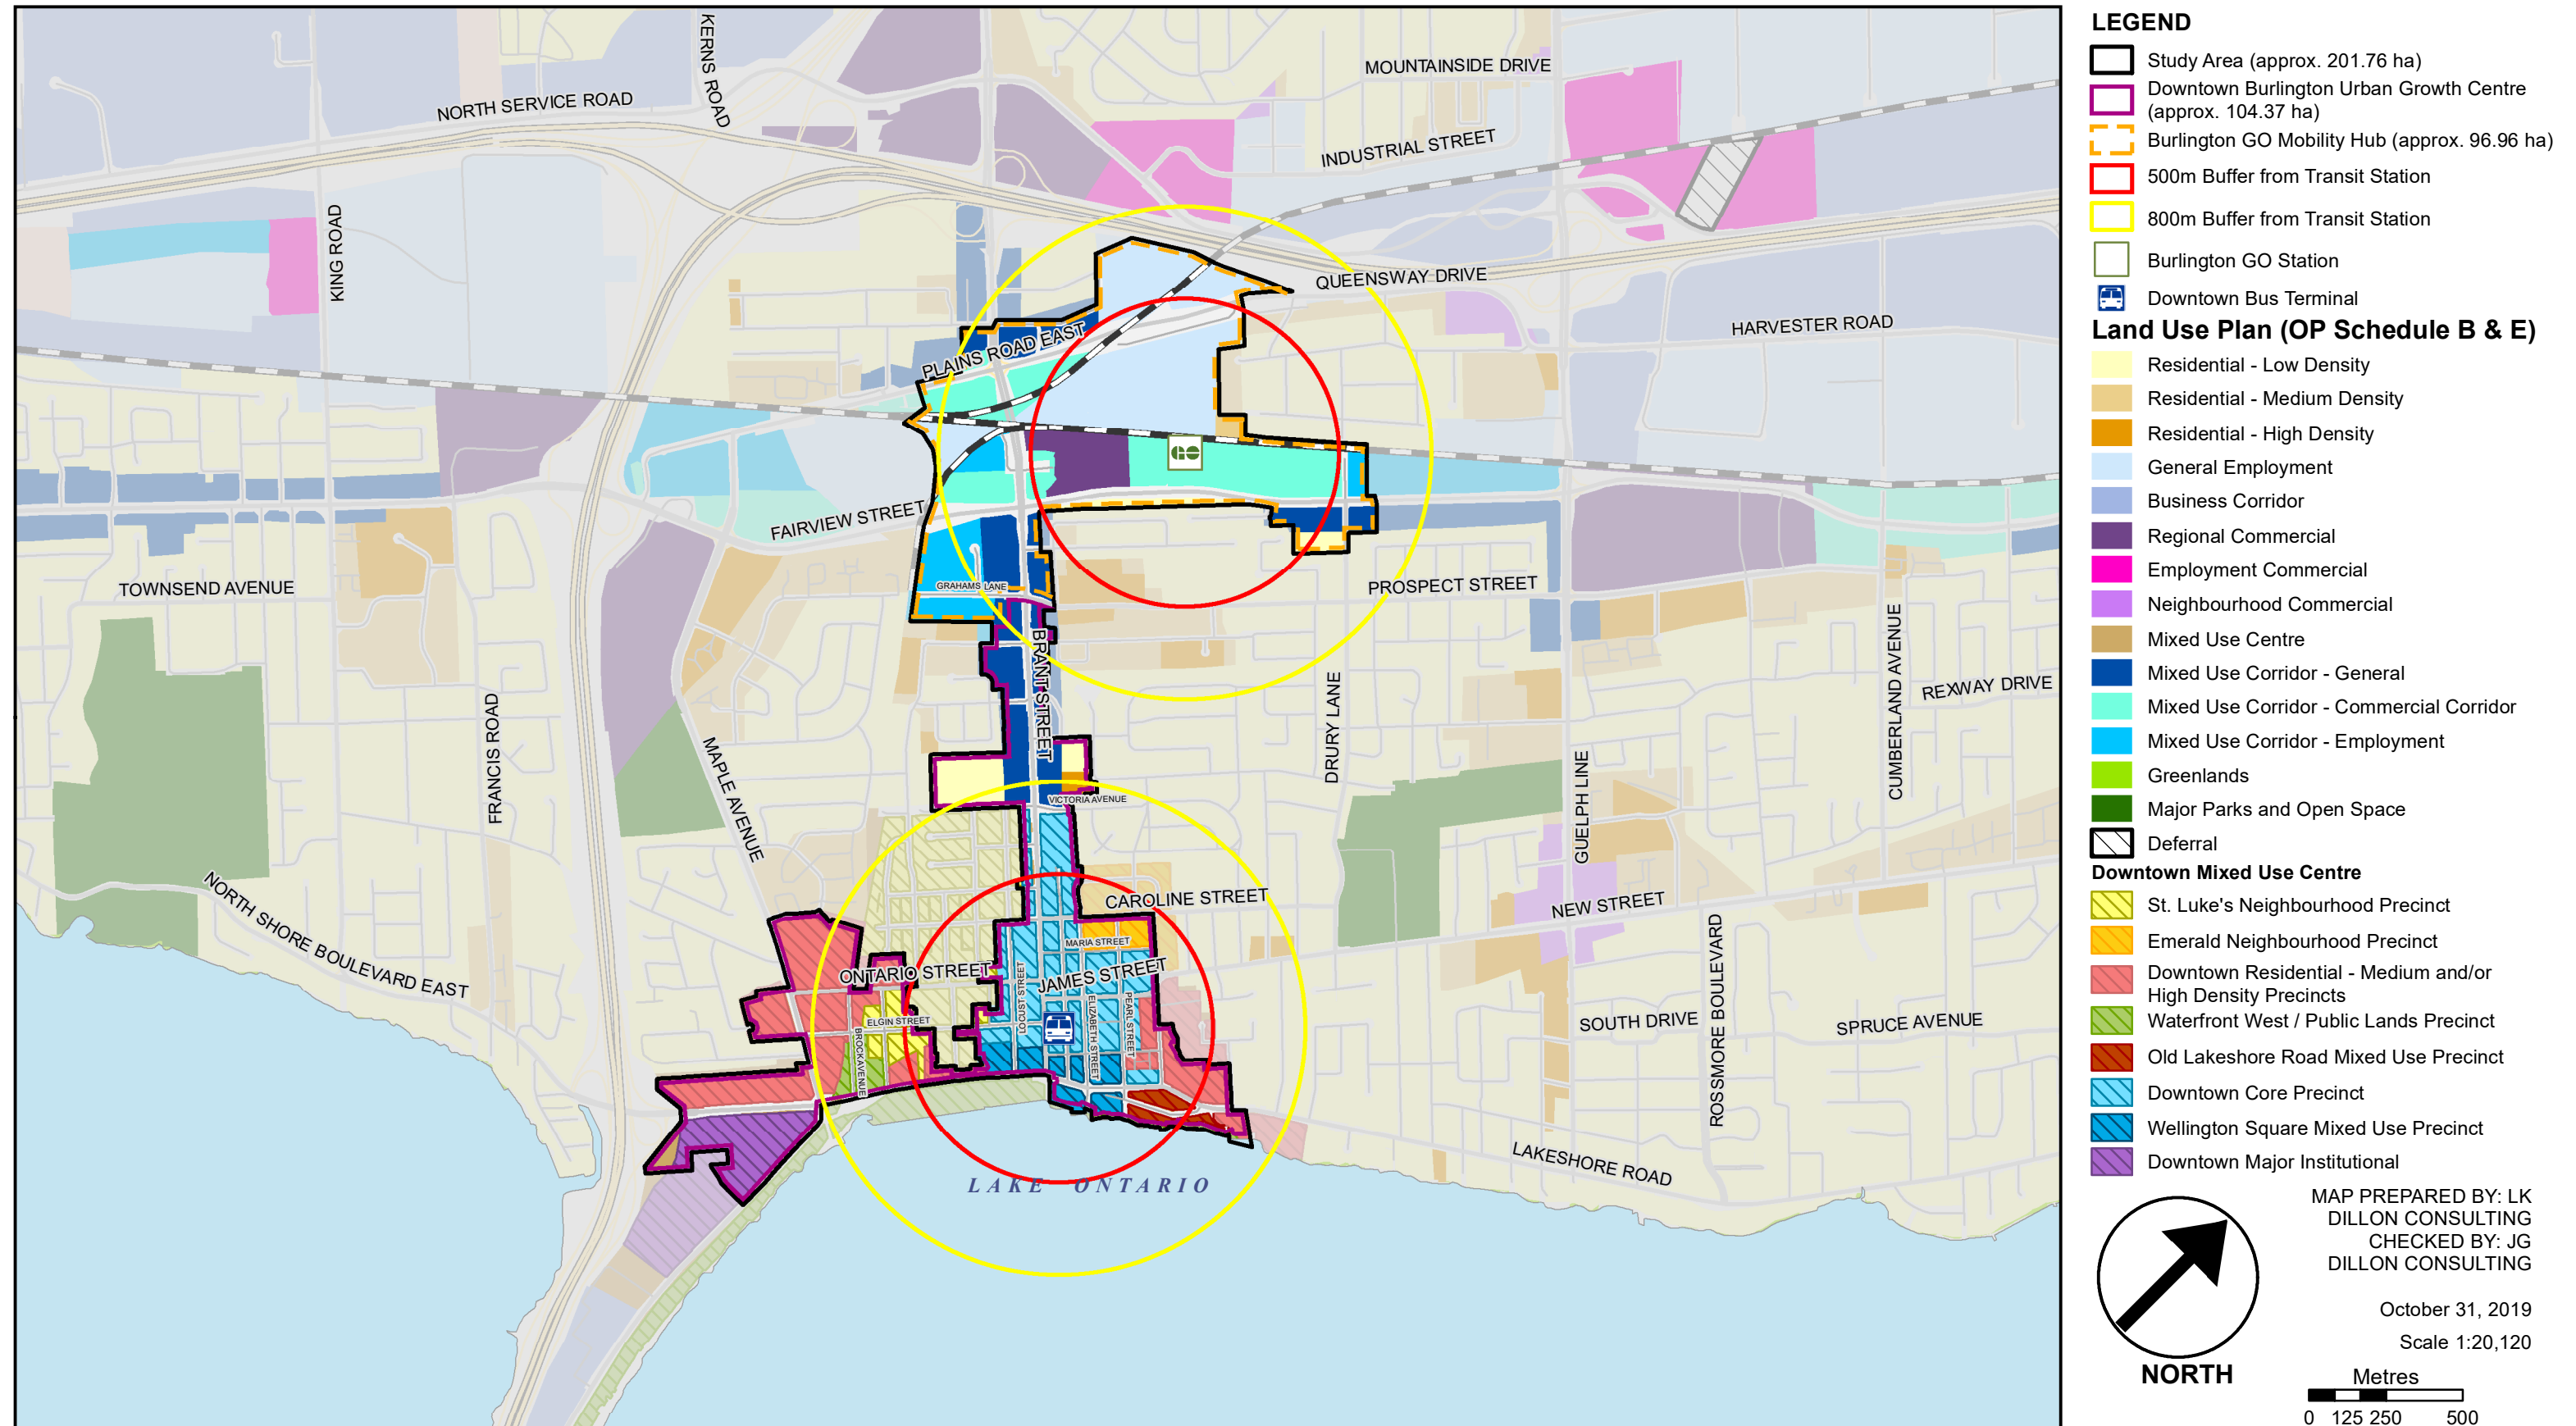 KERNS ROAD
MOUNTAINSIDE DRIVE
NORTH SERVICE ROAD
INDUSTRIAL STREET
KING ROAD
QUEENSWAY DRIVE
HARVESTER ROAD
PLAINS ROAD EAST
GO
FAIRVIEW STREET
TOWNSEND AVENUE
GRAHAMS LANE
PROSPECT STREET
BRANT STREET
CUMBERLAND AVENUE
REXWAY DRIVE
FRANCIS ROAD
MAPLE AVENUE
DRURY LANE
GUELPH LINE
VICTORIA AVENUE
NORTH SHORE BOULEVARD EAST
CAROLINE STREET
NEW STREET
MARIA STREET
ONTARIO STREET
JAMES STREET
LOCUST STREET
ELIZABETH STREET
PEARL STREET
ELGIN STREET
BROCK AVENUE
ROSSMORE BOULEVARD
SOUTH DRIVE
SPRUCE AVENUE
LAKESHORE ROAD
LAKE ONTARIO
LEGEND
Study Area (approx. 201.76 ha)
Downtown Burlington Urban Growth Centre
(approx. 104.37 ha)
Burlington GO Mobility Hub (approx. 96.96 ha)
500m Buffer from Transit Station
800m Buffer from Transit Station
Burlington GO Station
Downtown Bus Terminal
Land Use Plan (OP Schedule B & E)
Residential - Low Density
Residential - Medium Density
Residential - High Density
General Employment
Business Corridor
Regional Commercial
Employment Commercial
Neighbourhood Commercial
Mixed Use Centre
Mixed Use Corridor - General
Mixed Use Corridor - Commercial Corridor
Mixed Use Corridor - Employment
Greenlands
Major Parks and Open Space
Deferral
Downtown Mixed Use Centre
St. Luke's Neighbourhood Precinct
Emerald Neighbourhood Precinct
Downtown Residential - Medium and/or
High Density Precincts
Waterfront West / Public Lands Precinct
Old Lakeshore Road Mixed Use Precinct
Downtown Core Precinct
Wellington Square Mixed Use Precinct
Downtown Major Institutional
MAP PREPARED BY: LK
DILLON CONSULTING
CHECKED BY: JG
DILLON CONSULTING
October 31, 2019
Scale 1:20,120
NORTH
Metres
0 125 250 500